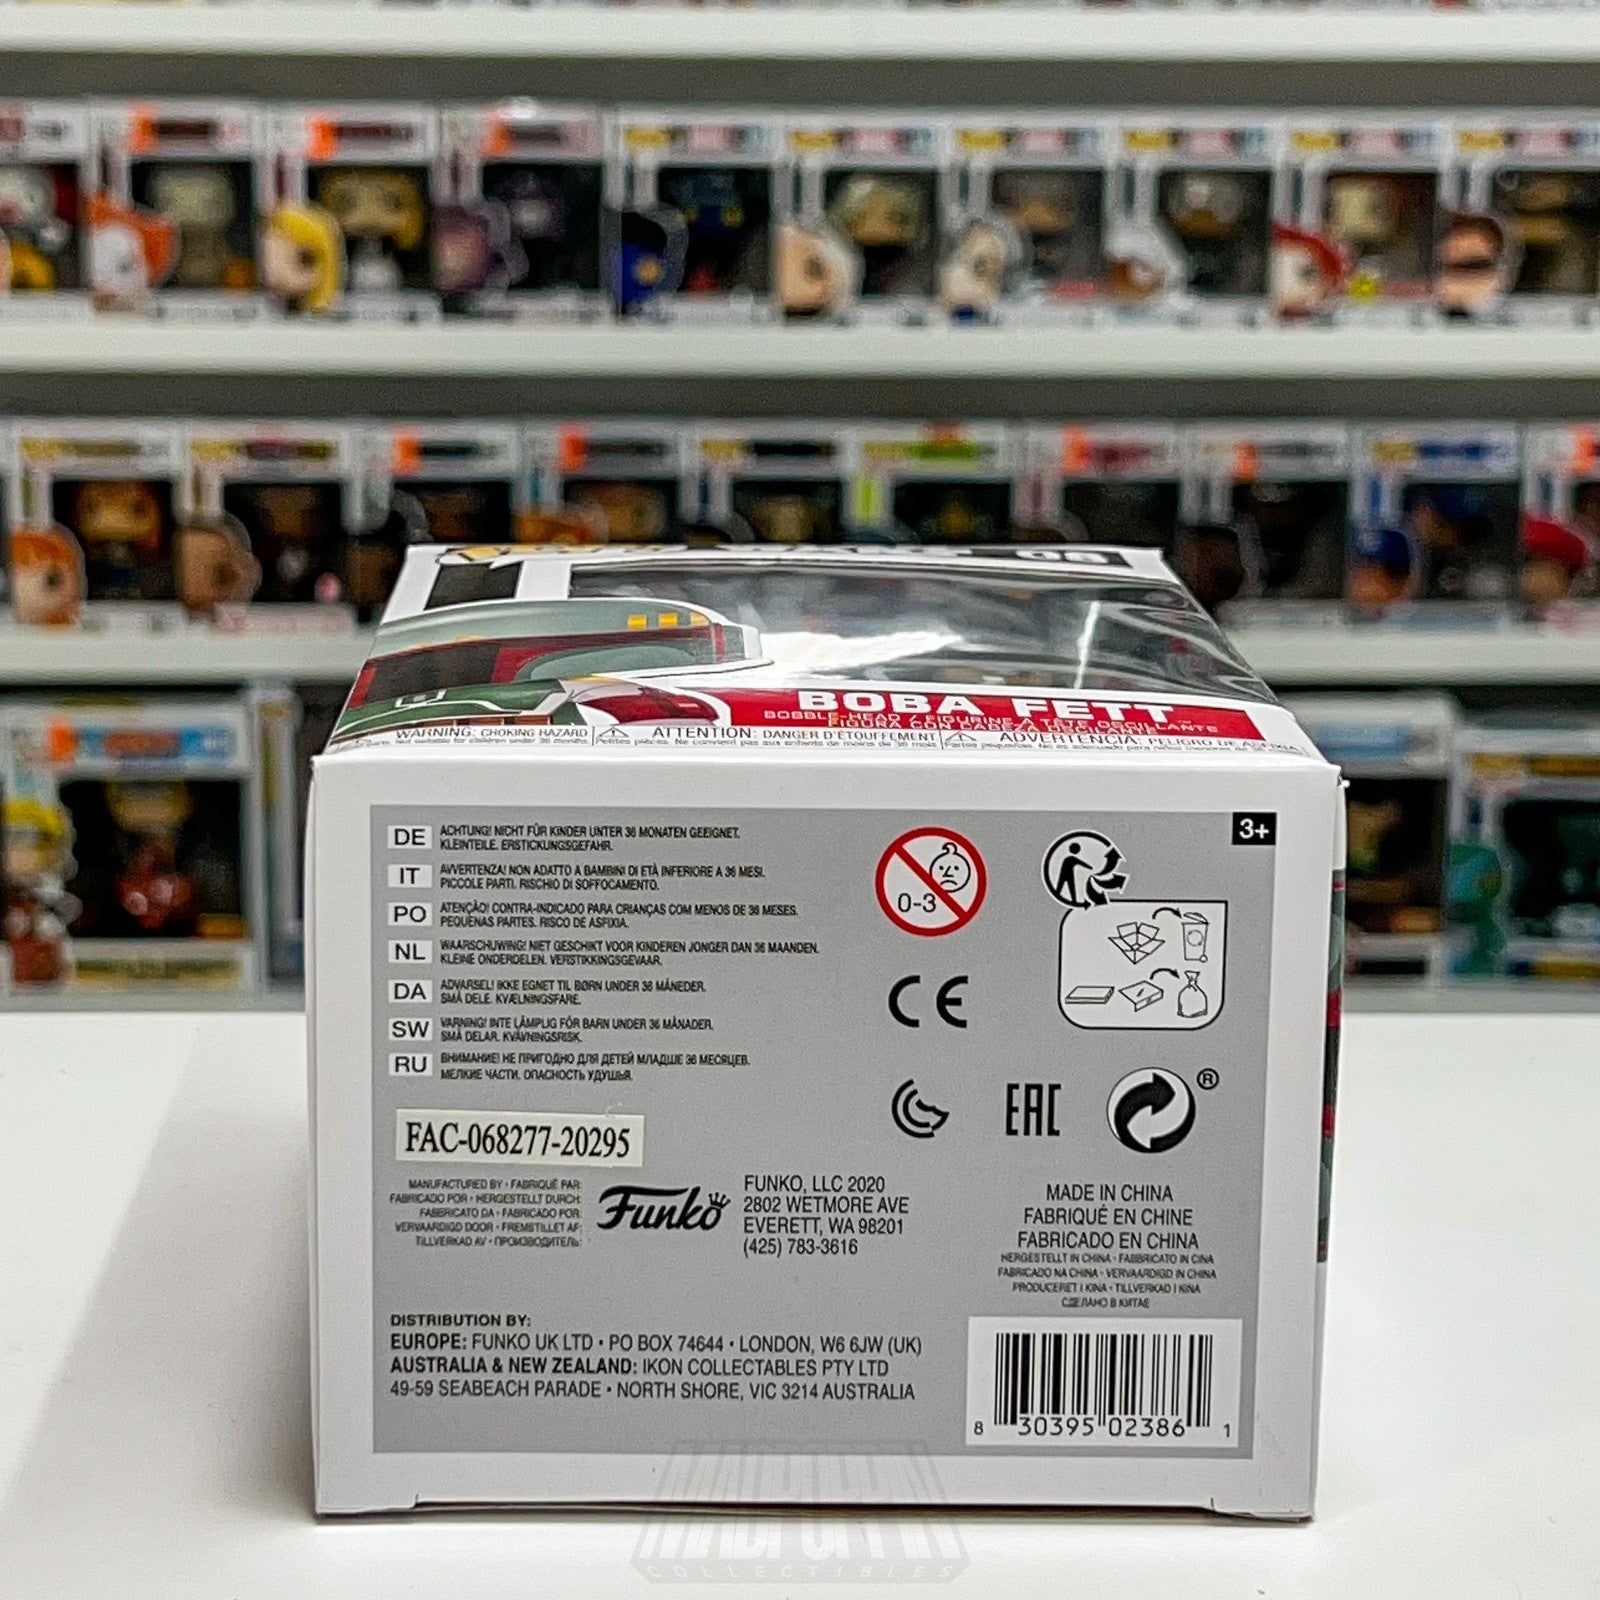 08
BOBA FETT™
BOBBLE-HEAD / FIGURINE À TÊTE OSCILLANTE
FIGURA CON CABEZA OSCILANTE
WARNING: CHOKING HAZARD
ATTENTION: DANGER D'ÉTOUFFEMENT
ADVERTENCIA: PELIGRO DE ASFIXIA
3+
DE ACHTUNG! NICHT FÜR KINDER UNTER 36 MONATEN GEEIGNET.
KLEINTEILE. ERSTICKUNGSGEFAHR.
IT AVVERTENZA! NON ADATTO A BAMBINI DI ETÀ INFERIORE A 36 MESI.
PICCOLE PARTI. RISCHIO DI SOFFOCAMENTO.
PO ATENÇÃO! CONTRA-INDICADO PARA CRIANÇAS COM MENOS DE 36 MESES.
PEQUENAS PARTES. RISCO DE ASFIXIA.
NL WAARSCHUWING! NIET GESCHIKT VOOR KINDEREN JONGER DAN 36 MAANDEN.
KLEINE ONDERDELEN. VERSTIKKINGSGEVAAR.
DA ADVARSEL! IKKE EGNET TIL BØRN UNDER 36 MÅNEDER.
SMÅ DELE. KVÆLNINGSFARE.
SW VARNING! INTE LÄMPLIG FÖR BARN UNDER 36 MÅNADER.
SMÅ DELAR. KVÄVNINGSRISK.
RU ВНИМАНИЕ! НЕ ПРИГОДНО ДЛЯ ДЕТЕЙ МЛАДШЕ 36 МЕСЯЦЕВ.
МЕЛКИЕ ЧАСТИ. ОПАСНОСТЬ УДУШЬЯ.
0-3
CE
EAC
®
FAC-068277-20295
MANUFACTURED BY · FABRIQUÉ PAR:
FABRICADO POR · HERGESTELLT DURCH:
FABBRICATO DA · FABRICADO POR:
VERVAARDIGD DOOR · FREMSTILLET AF:
TILLVERKAD AV · ПРОИЗВОДИТЕЛЬ:
Funko
FUNKO, LLC 2020
2802 WETMORE AVE
EVERETT, WA 98201
(425) 783-3616
MADE IN CHINA
FABRIQUÉ EN CHINE
FABRICADO EN CHINA
HERGESTELLT IN CHINA · FABBRICATO IN CINA
FABRICADO NA CHINA · VERVAARDIGD IN CHINA
PRODUCERET I KINA · TILLVERKAD I KINA
СДЕЛАНО В КИТАЕ
DISTRIBUTION BY:
EUROPE: FUNKO UK LTD • PO BOX 74644 • LONDON, W6 6JW (UK)
AUSTRALIA & NEW ZEALAND: IKON COLLECTABLES PTY LTD
49-59 SEABEACH PARADE • NORTH SHORE, VIC 3214 AUSTRALIA
8 30395 02386 1
COLLECTIBLES